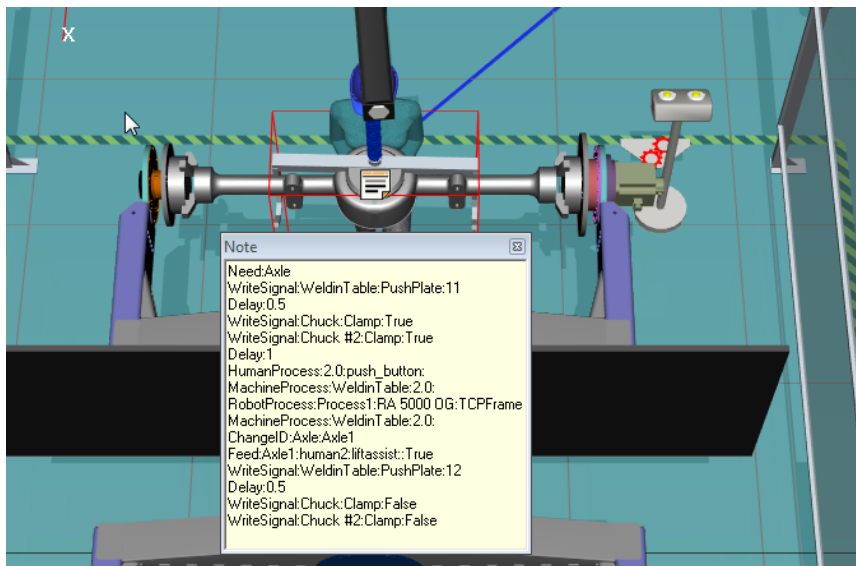 X
Note
Need:Axle
WriteSignal:WeldinTable:PushPlate:11
Delay:0.5
WriteSignal:Chuck:Clamp:True
WriteSignal:Chuck #2:Clamp:True
Delay:1
HumanProcess:2.0:push_button:
MachineProcess:WeldinTable:2.0:
RobotProcess:Process1:RA 5000 OG:TCPFrame
MachineProcess:WeldinTable:2.0:
ChangeID:Axle:Axle1
Feed:Axle1:human2:liftassist::True
WriteSignal:WeldinTable:PushPlate:12
Delay:0.5
WriteSignal:Chuck:Clamp:False
WriteSignal:Chuck #2:Clamp:False